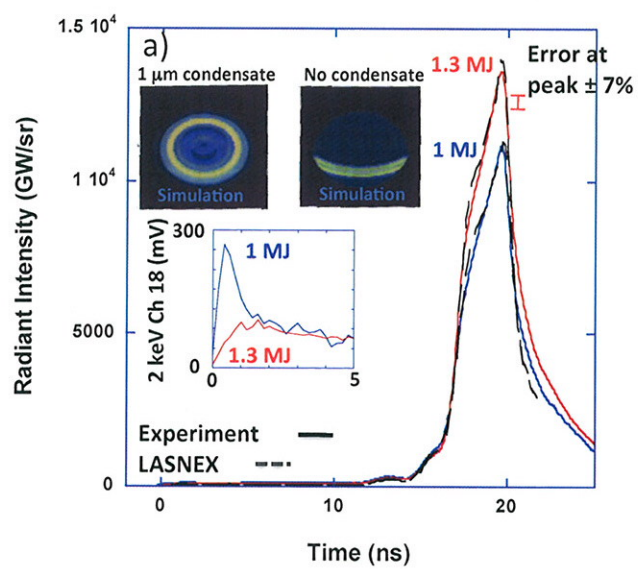 1.5 10⁴
a)
1 µm condensate
No condensate
1.3 MJ
Error at
peak ± 7%
Simulation
Simulation
1 MJ
1 10⁴
Radiant Intensity (GW/sr)
300
2 keV Ch 18 (mV)
1 MJ
1.3 MJ
0
0
5
5000
Experiment
LASNEX
0
0
10
20
Time (ns)